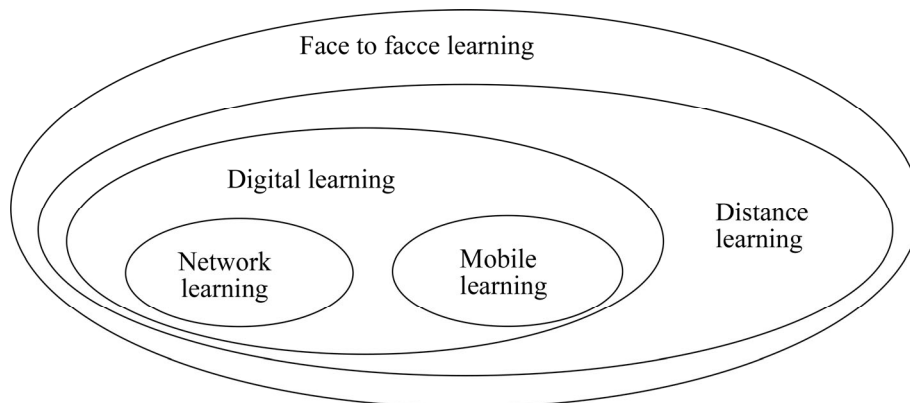 Face to facce learning
Digital learning
Distance
learning
Network
learning
Mobile
learning